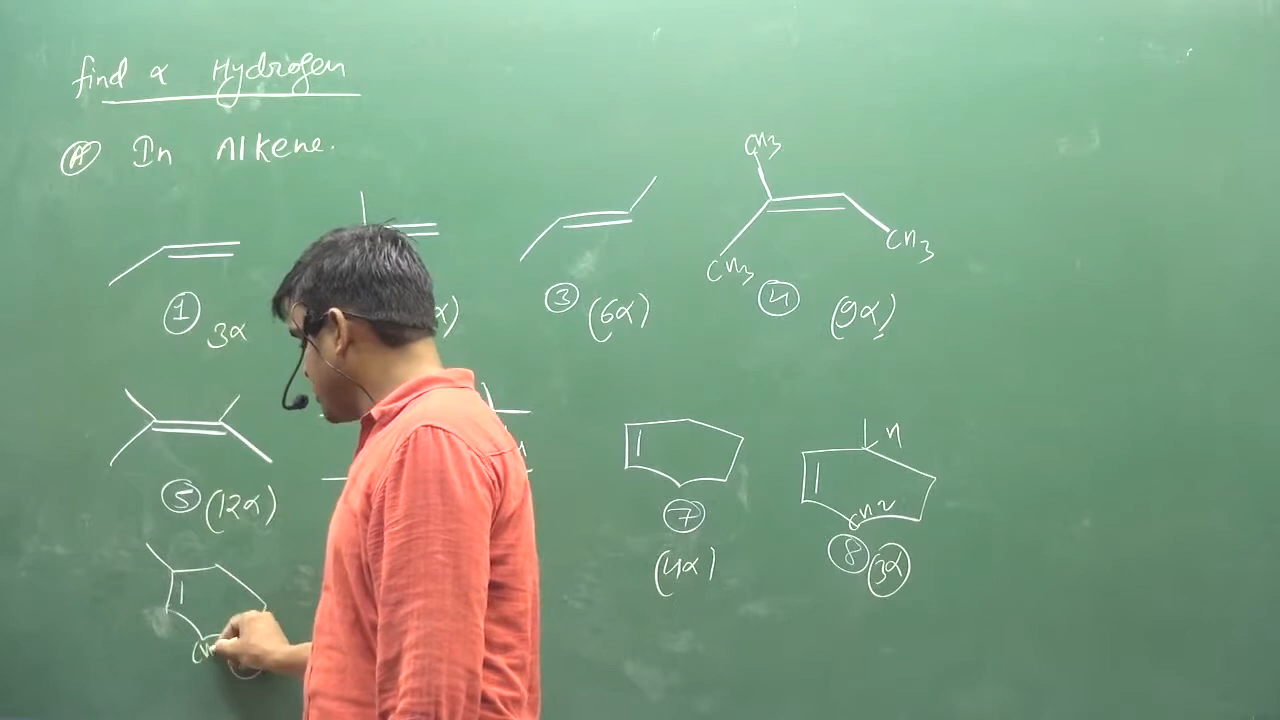 find α Hydrogen
Ⓐ In Alkene.
CH3
CH3
CH3
① 3α
α)
③ (6α)
④ (9α)
⑤ (12α)
H
CH2
⑦
(4α)
⑧ (3α)